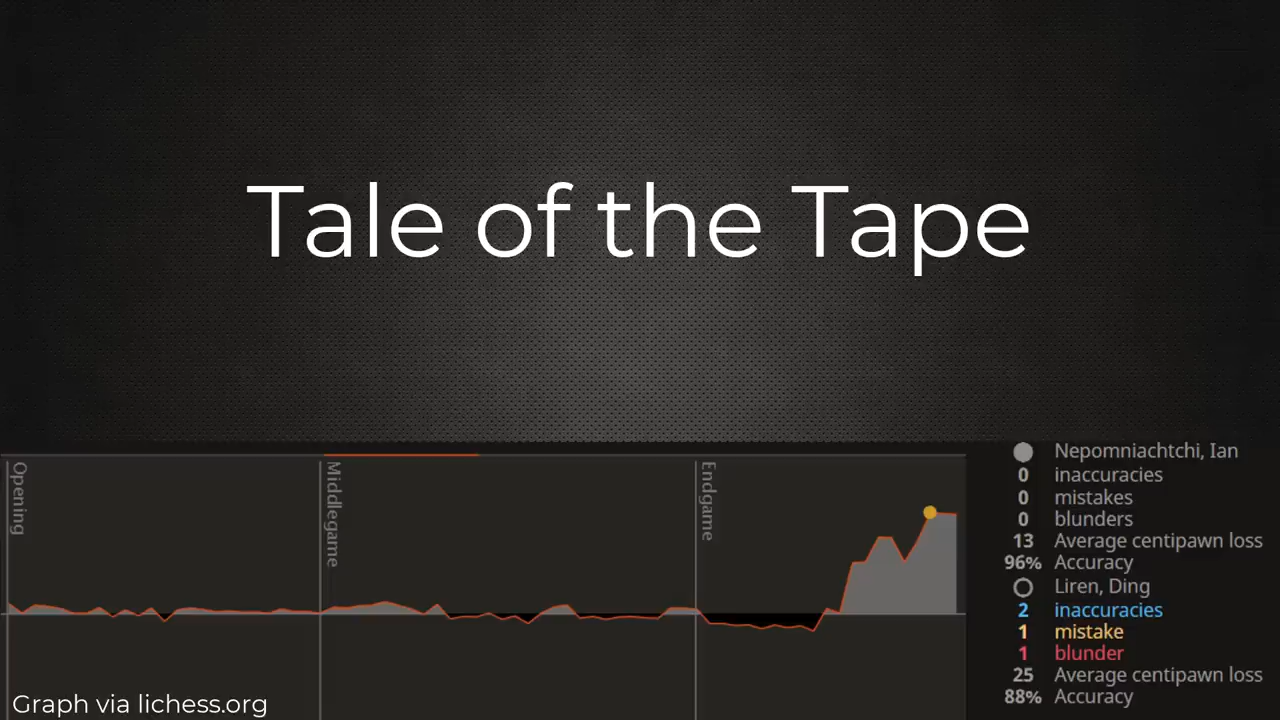 Tale of the Tape
Opening
Middlegame
Endgame
Nepomniachtchi, Ian
0 inaccuracies
0 mistakes
0 blunders
13 Average centipawn loss
96% Accuracy
Liren, Ding
2 inaccuracies
1 mistake
1 blunder
25 Average centipawn loss
88% Accuracy
Graph via lichess.org